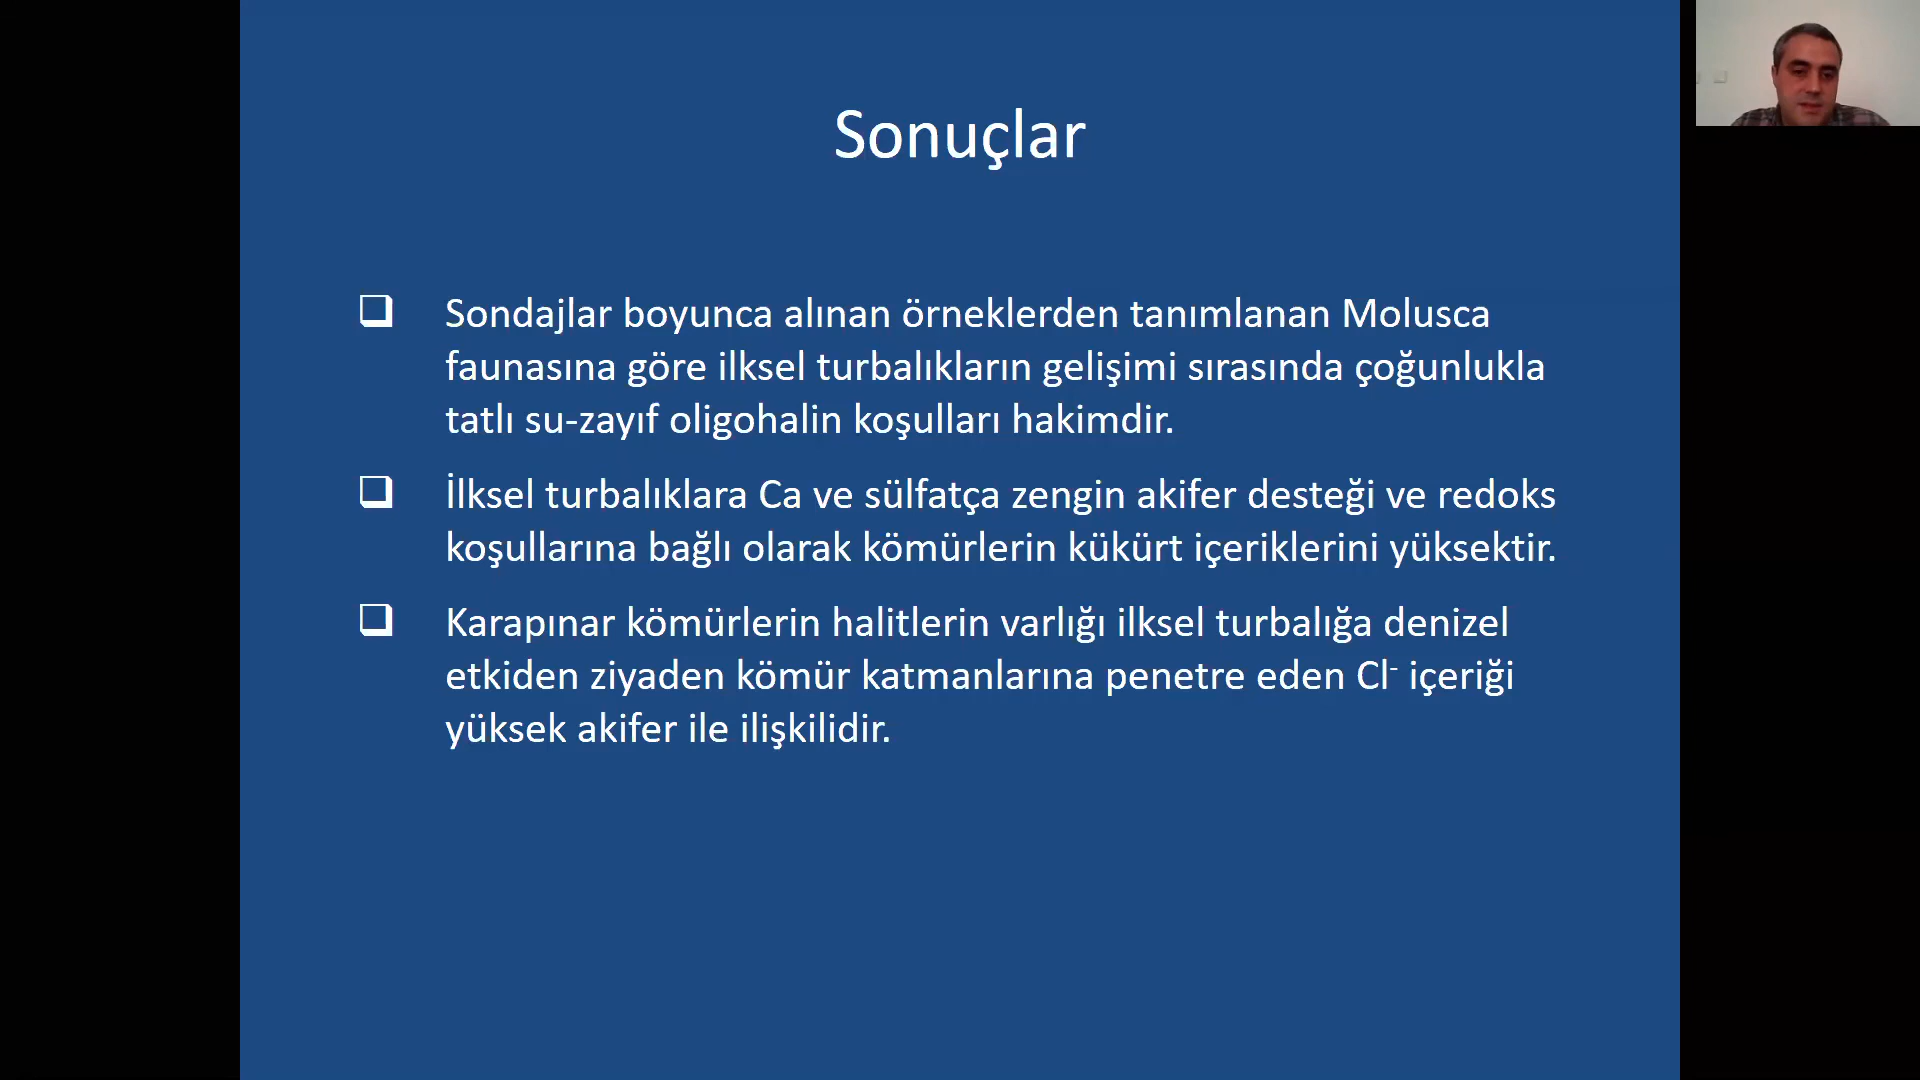 Sonuçlar
Sondajlar boyunca alınan örneklerden tanımlanan Molusca
faunasına göre ilksel turbalıkların gelişimi sırasında çoğunlukla
tatlı su-zayıf oligohalin koşulları hakimdir.
İlksel turbalıklara Ca ve sülfatça zengin akifer desteği ve redoks
koşullarına bağlı olarak kömürlerin kükürt içeriklerini yüksektir.
Karapınar kömürlerin halitlerin varlığı ilksel turbalığa denizel
etkiden ziyaden kömür katmanlarına penetre eden Cl⁻ içeriği
yüksek akifer ile ilişkilidir.